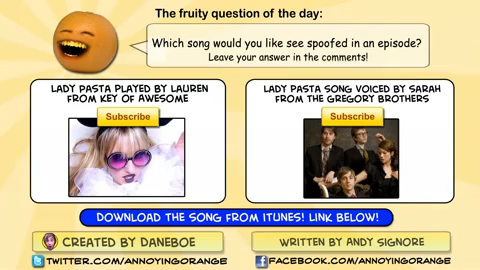 The fruity question of the day:
Which song would you like see spoofed in an episode?
Leave your answer in the comments!
LADY PASTA PLAYED BY LAUREN
FROM KEY OF AWESOME
Subscribe
LADY PASTA SONG VOICED BY SARAH
FROM THE GREGORY BROTHERS
Subscribe
DOWNLOAD THE SONG FROM ITUNES! LINK BELOW!
CREATED BY DANEBOE
WRITTEN BY ANDY SIGNORE
TWITTER.COM/ANNOYINGORANGE
FACEBOOK.COM/ANNOYINGORANGE